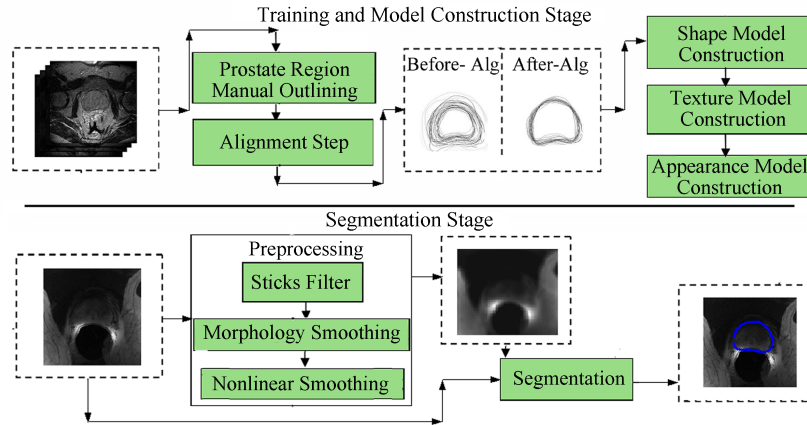 Training and Model Construction Stage
Prostate Region
Manual Outlining
Alignment Step
Before- Alg
After-Alg
Shape Model
Construction
Texture Model
Construction
Appearance Model
Construction
Segmentation Stage
Preprocessing
Sticks Filter
Morphology Smoothing
Nonlinear Smoothing
Segmentation